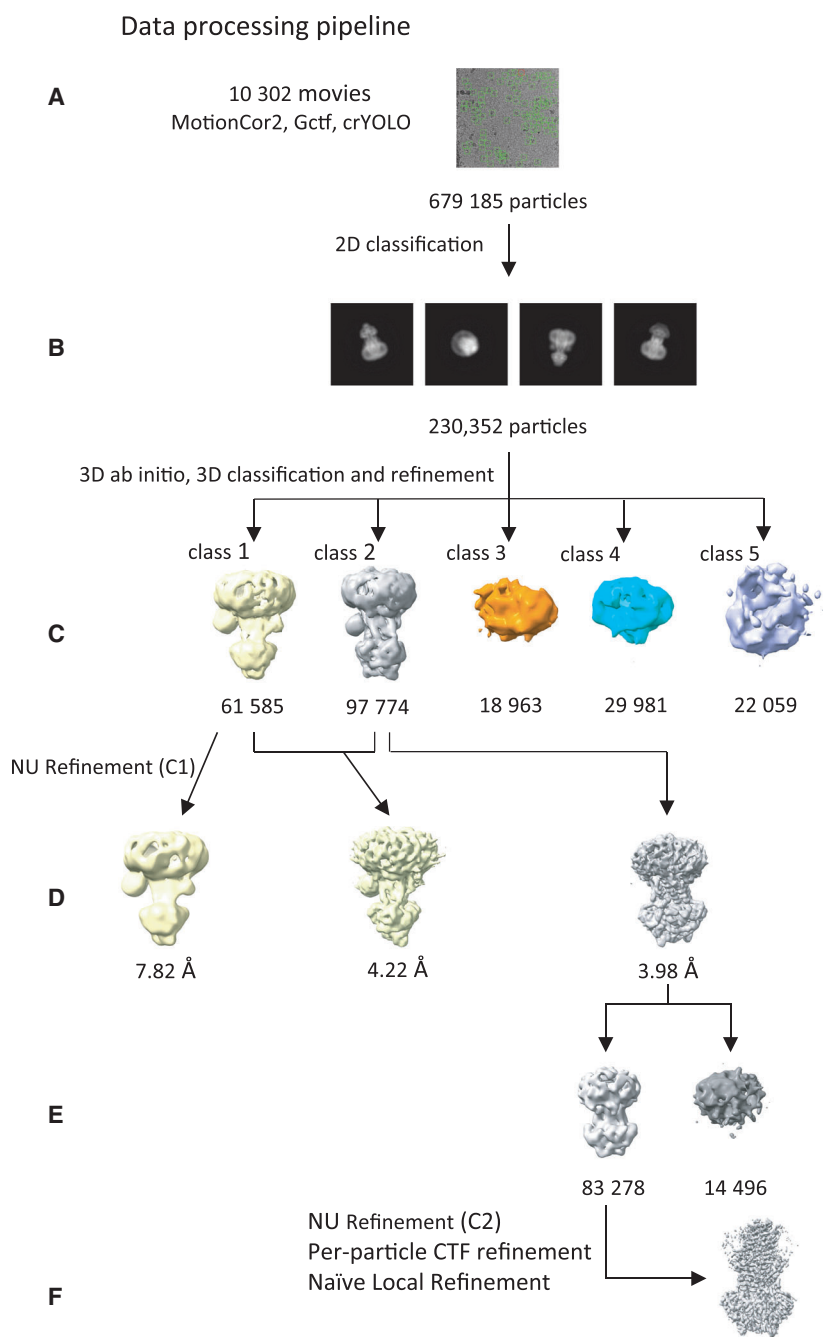 Data processing pipeline
A
10 302 movies
MotionCor2, Gctf, crYOLO
679 185 particles
2D classification
B
230,352 particles
3D ab initio, 3D classification and refinement
class 1 class 2 class 3 class 4 class 5
C
61 585 97 774 18 963 29 981 22 059
NU Refinement (C1)
D
7.82 Å 4.22 Å 3.98 Å
E
83 278 14 496
NU Refinement (C2)
Per-particle CTF refinement
Naïve Local Refinement
F